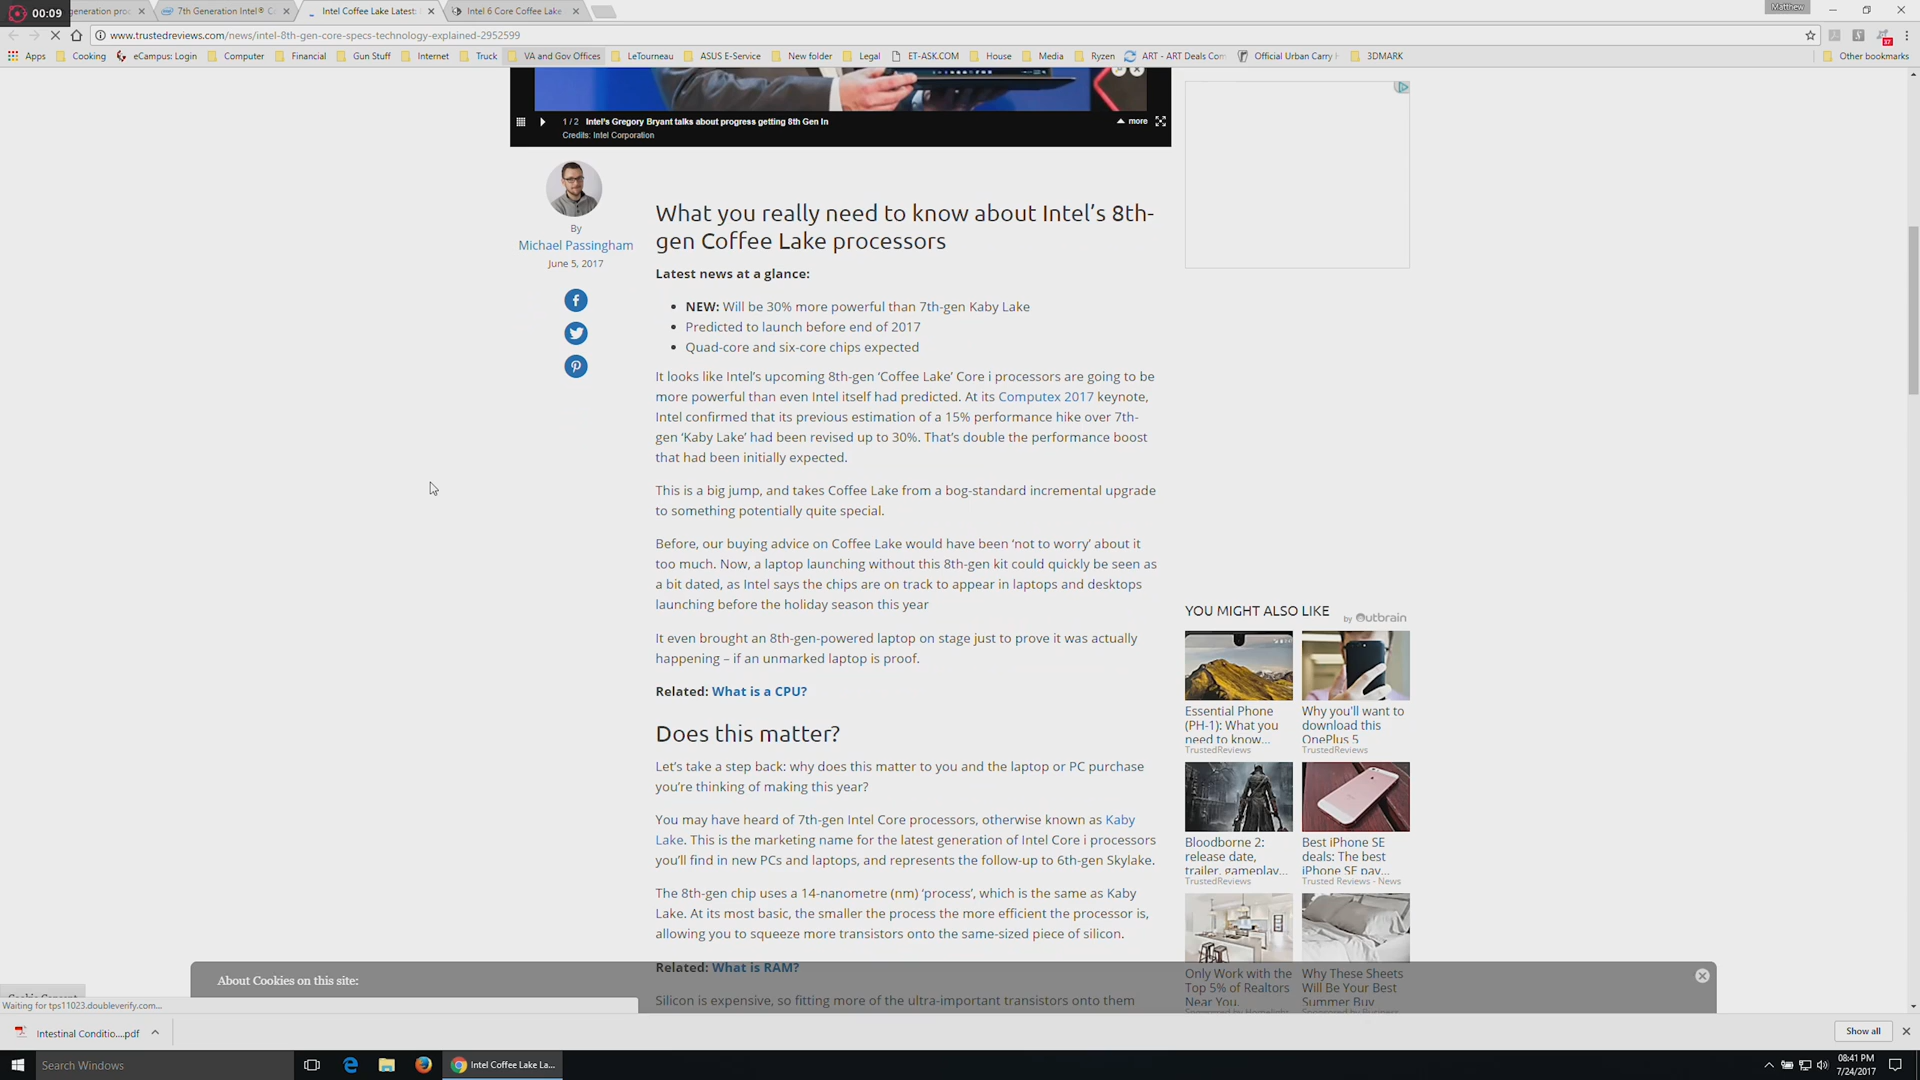 00:09
generation pro
7th Generation Intel® C
Intel Coffee Lake Latest:
Intel 6 Core Coffee Lake
Matthew
www.trustedreviews.com/news/intel-8th-gen-core-specs-technology-explained-2952599
37
Apps
Cooking
eCampus: Login
Computer
Financial
Gun Stuff
Internet
Truck
VA and Gov Offices
LeTourneau
ASUS E-Service
New folder
Legal
ET-ASK.COM
House
Media
Ryzen
ART - ART Deals Com
Official Urban Carry H
3DMARK
Other bookmarks
1 / 2 Intel's Gregory Bryant talks about progress getting 8th Gen In
Credits: Intel Corporation
more
By
Michael Passingham
June 5, 2017
What you really need to know about Intel’s 8th-
gen Coffee Lake processors
Latest news at a glance:
NEW: Will be 30% more powerful than 7th-gen Kaby Lake
Predicted to launch before end of 2017
Quad-core and six-core chips expected
It looks like Intel’s upcoming 8th-gen ‘Coffee Lake’ Core i processors are going to be
more powerful than even Intel itself had predicted. At its Computex 2017 keynote,
Intel confirmed that its previous estimation of a 15% performance hike over 7th-
gen ‘Kaby Lake’ had been revised up to 30%. That’s double the performance boost
that had been initially expected.
This is a big jump, and takes Coffee Lake from a bog-standard incremental upgrade
to something potentially quite special.
Before, our buying advice on Coffee Lake would have been ‘not to worry’ about it
too much. Now, a laptop launching without this 8th-gen kit could quickly be seen as
a bit dated, as Intel says the chips are on track to appear in laptops and desktops
launching before the holiday season this year
It even brought an 8th-gen-powered laptop on stage just to prove it was actually
happening – if an unmarked laptop is proof.
Related: What is a CPU?
Does this matter?
Let’s take a step back: why does this matter to you and the laptop or PC purchase
you’re thinking of making this year?
You may have heard of 7th-gen Intel Core processors, otherwise known as Kaby
Lake. This is the marketing name for the latest generation of Intel Core i processors
you’ll find in new PCs and laptops, and represents the follow-up to 6th-gen Skylake.
The 8th-gen chip uses a 14-nanometre (nm) ‘process’, which is the same as Kaby
Lake. At its most basic, the smaller the process the more efficient the processor is,
allowing you to squeeze more transistors onto the same-sized piece of silicon.
Related: What is RAM?
Silicon is expensive, so fitting more of the ultra-important transistors onto them
YOU MIGHT ALSO LIKE
by Outbrain
Essential Phone
(PH-1): What you
need to know...
TrustedReviews
Why you'll want to
download this
OnePlus 5
TrustedReviews
Bloodborne 2:
release date,
trailer, gameplay...
TrustedReviews
Best iPhone SE
deals: The best
iPhone SE pay...
Trusted Reviews - News
Only Work with the
Top 5% of Realtors
Near You.
Why These Sheets
Will Be Your Best
Summer Buy
About Cookies on this site:
Cookie Consent
Waiting for tps11023.doubleverify.com...
Intestinal Conditio....pdf
Show all
Search Windows
Intel Coffee Lake La...
08:41 PM
7/24/2017